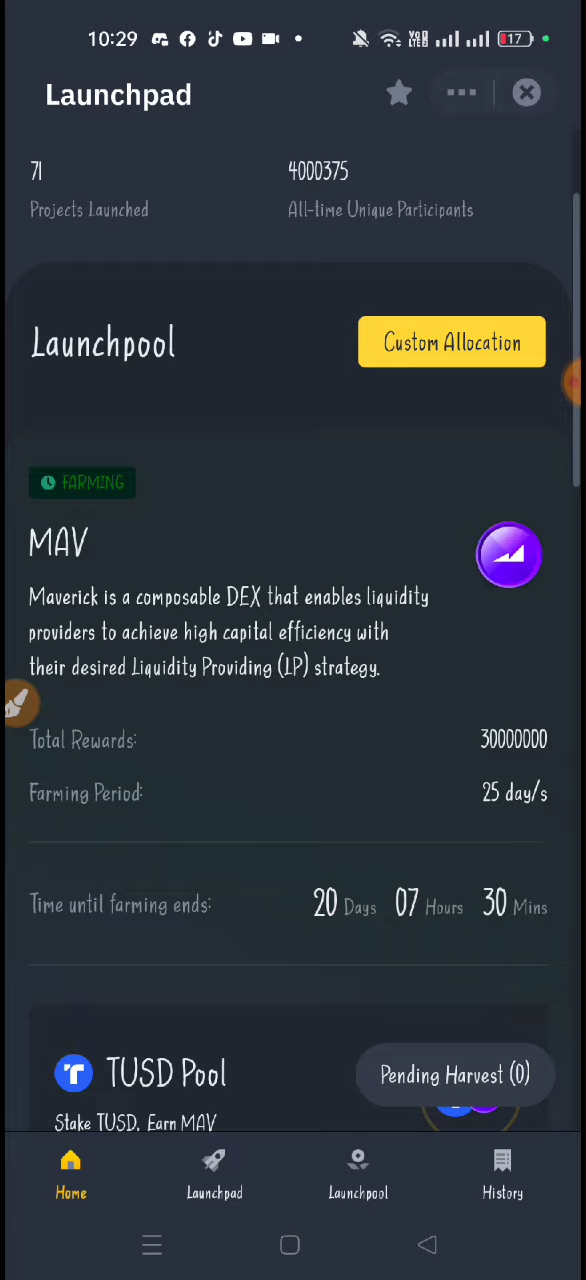 10:29
VO LTE 17
Launchpad
71
4000375
Projects Launched
All-time Unique Participants
Launchpool
Custom Allocation
FARMING
MAV
Maverick is a composable DEX that enables liquidity
providers to achieve high capital efficiency with
their desired Liquidity Providing (LP) strategy.
Total Rewards: 30000000
Farming Period: 25 day/s
Time until farming ends: 20 Days 07 Hours 30 Mins
TUSD Pool
Pending Harvest (0)
Stake TUSD, Earn MAV
Home
Launchpad
Launchpool
History